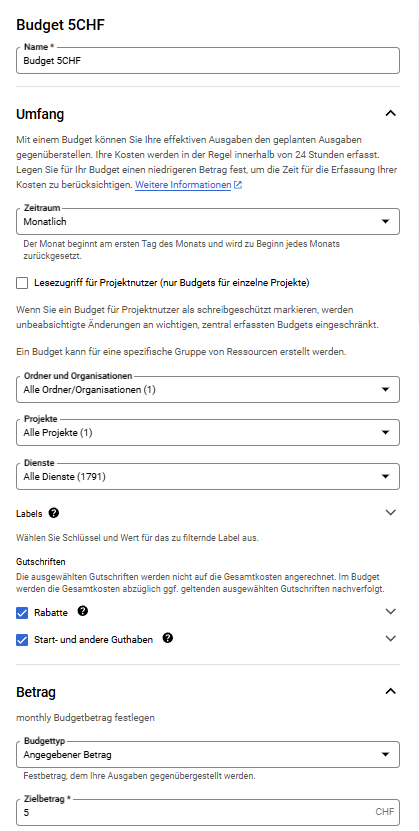 Budget 5CHF
Name *
Budget 5CHF
Umfang
Mit einem Budget können Sie Ihre effektiven Ausgaben den geplanten Ausgaben
gegenüberstellen. Ihre Kosten werden in der Regel innerhalb von 24 Stunden erfasst.
Legen Sie für Ihr Budget einen niedrigeren Betrag fest, um die Zeit für die Erfassung Ihrer
Kosten zu berücksichtigen. Weitere Informationen
Zeitraum
Monatlich
Der Monat beginnt am ersten Tag des Monats und wird zu Beginn jedes Monats
zurückgesetzt.
Lesezugriff für Projektnutzer (nur Budgets für einzelne Projekte)
Wenn Sie ein Budget für Projektnutzer als schreibgeschützt markieren, werden
unbeabsichtigte Änderungen an wichtigen, zentral erfassten Budgets eingeschränkt.
Ein Budget kann für eine spezifische Gruppe von Ressourcen erstellt werden.
Ordner und Organisationen
Alle Ordner/Organisationen (1)
Projekte
Alle Projekte (1)
Dienste
Alle Dienste (1791)
Labels
Wählen Sie Schlüssel und Wert für das zu filternde Label aus.
Gutschriften
Die ausgewählten Gutschriften werden nicht auf die Gesamtkosten angerechnet. Im Budget
werden die Gesamtkosten abzüglich ggf. geltenden ausgewählten Gutschriften nachverfolgt.
Rabatte
Start- und andere Guthaben
Betrag
monthly Budgetbetrag festlegen
Budgettyp
Angegebener Betrag
Festbetrag, dem Ihre Ausgaben gegenübergestellt werden.
Zielbetrag *
5 CHF